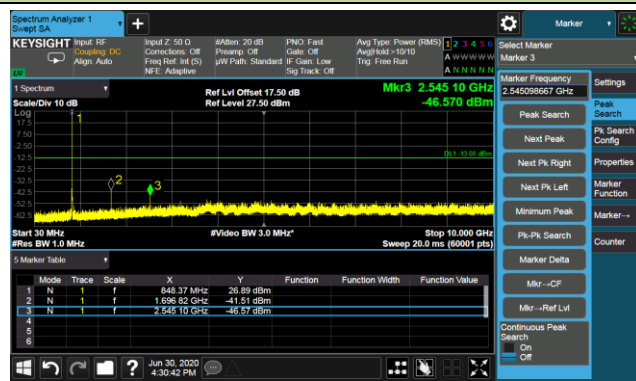 Spectrum Analyzer 1
Swept SA
+
Marker
KEYSIGHT
Input: RF
Coupling: DC
Align: Auto
Input Z: 50 Ω
Corrections: Off
Freq Ref: Int (S)
NFE: Adaptive
#Atten: 20 dB
Preamp: Off
µW Path: Standard
PNO: Fast
Gate: Off
IF Gain: Low
Sig Track: Off
Avg Type: Power (RMS)
Avg|Hold:>10/10
Trig: Free Run
1 2 3 4 5 6
A W W W W W
A N N N N N
LXI
Select Marker
Marker 3
1 Spectrum
Scale/Div 10 dB
Log
Ref Lvl Offset 17.50 dB
Ref Level 27.50 dBm
Mkr3 2.545 10 GHz
-46.570 dBm
17.5
7.50
-2.50
-12.5
-22.5
-32.5
-42.5
-52.5
-62.5
1
2
3
DL1 -13.00 dBm
Start 30 MHz
#Res BW 1.0 MHz
#Video BW 3.0 MHz*
Stop 10.000 GHz
Sweep 20.0 ms (60001 pts)
5 Marker Table
Mode Trace Scale X Y Function Function Width Function Value
1 N 1 f 848.37 MHz 26.89 dBm
2 N 1 f 1.696 82 GHz -41.51 dBm
3 N 1 f 2.545 10 GHz -46.57 dBm
4
5
6
Jun 30, 2020
4:30:42 PM
?
Marker Frequency
2.545098667 GHz
Peak Search
Next Peak
Next Pk Right
Next Pk Left
Minimum Peak
Pk-Pk Search
Marker Delta
Mkr→CF
Mkr→Ref Lvl
Continuous Peak
Search
On
Off
Settings
Peak
Search
Pk Search
Config
Properties
Marker
Function
Marker→
Counter